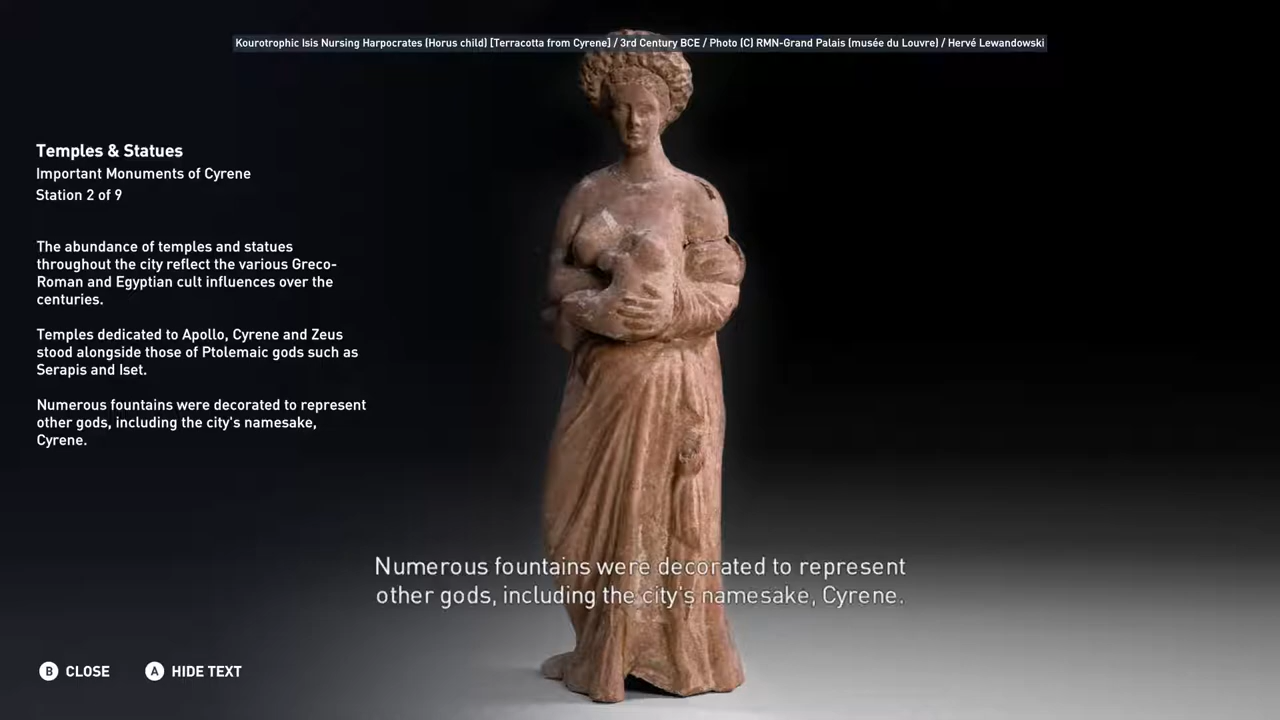 Kourotrophic Isis Nursing Harpocrates (Horus child) [Terracotta from Cyrene] / 3rd Century BCE / Photo (C) RMN-Grand Palais (musée du Louvre) / Hervé Lewandowski
Temples & Statues
Important Monuments of Cyrene
Station 2 of 9
The abundance of temples and statues
throughout the city reflect the various Greco-
Roman and Egyptian cult influences over the
centuries.
Temples dedicated to Apollo, Cyrene and Zeus
stood alongside those of Ptolemaic gods such as
Serapis and Iset.
Numerous fountains were decorated to represent
other gods, including the city's namesake,
Cyrene.
Numerous fountains were decorated to represent
other gods, including the city's namesake, Cyrene.
B CLOSE A HIDE TEXT